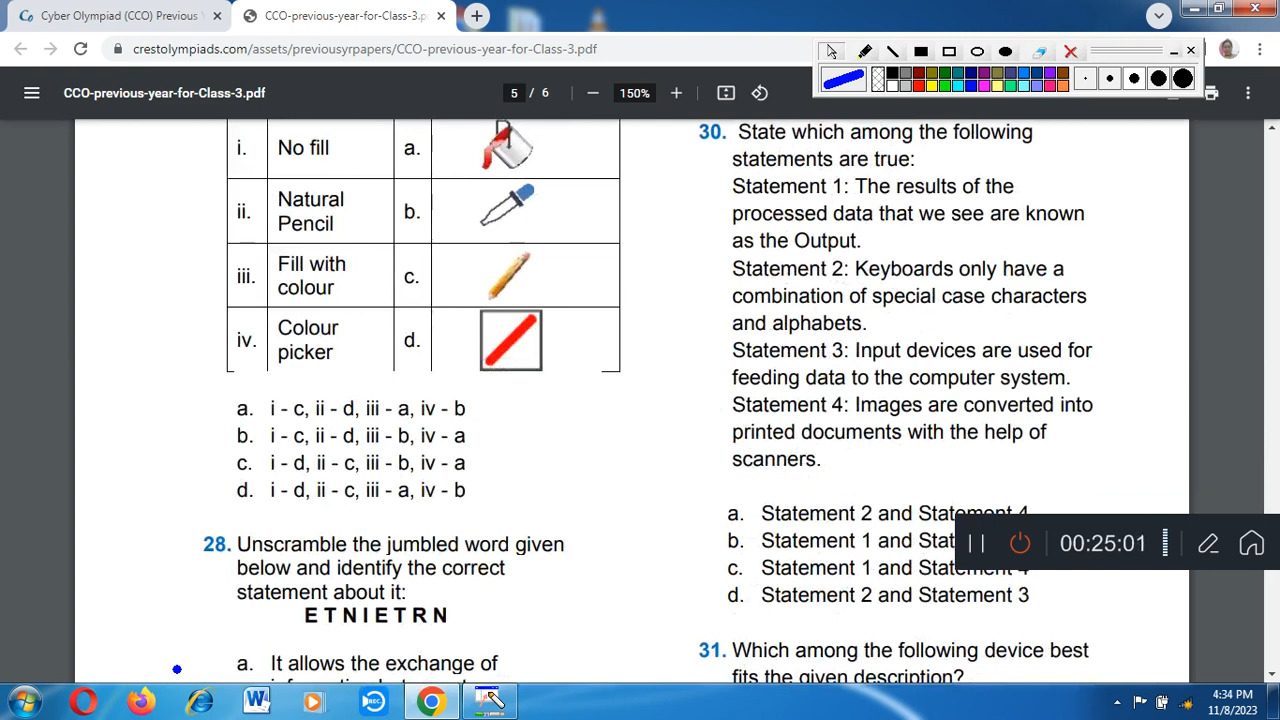 Cyber Olympiad (CCO) Previous Y
CCO-previous-year-for-Class-3.p
crestolympiads.com/assets/previousyrpapers/CCO-previous-year-for-Class-3.pdf
CCO-previous-year-for-Class-3.pdf
5 / 6
150%
i. No fill a.
ii. Natural Pencil b.
iii. Fill with colour c.
iv. Colour picker d.
a. i - c, ii - d, iii - a, iv - b
b. i - c, ii - d, iii - b, iv - a
c. i - d, ii - c, iii - b, iv - a
d. i - d, ii - c, iii - a, iv - b
28. Unscramble the jumbled word given
below and identify the correct
statement about it:
E T N I E T R N
a. It allows the exchange of
30. State which among the following
statements are true:
Statement 1: The results of the
processed data that we see are known
as the Output.
Statement 2: Keyboards only have a
combination of special case characters
and alphabets.
Statement 3: Input devices are used for
feeding data to the computer system.
Statement 4: Images are converted into
printed documents with the help of
scanners.
a. Statement 2 and Statement 4
b. Statement 1 and Stat
c. Statement 1 and Statement 4
d. Statement 2 and Statement 3
31. Which among the following device best
fits the given description?
00:25:01
REC
4:34 PM
11/8/2023